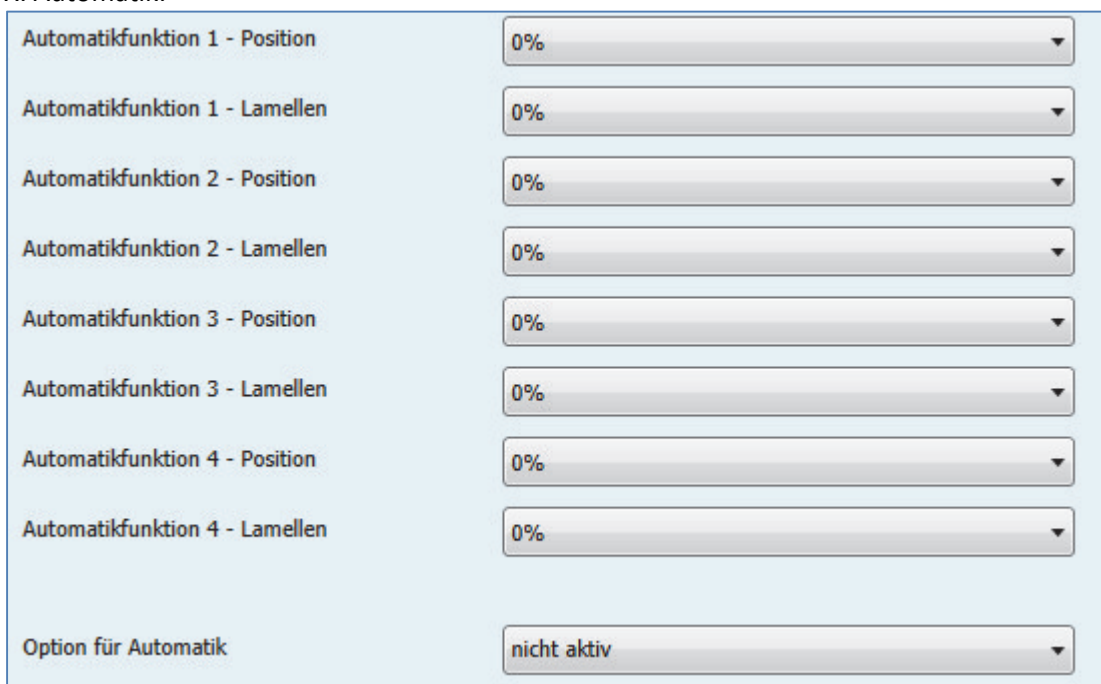 Automatikfunktion 1 - Position 0%
Automatikfunktion 1 - Lamellen 0%
Automatikfunktion 2 - Position 0%
Automatikfunktion 2 - Lamellen 0%
Automatikfunktion 3 - Position 0%
Automatikfunktion 3 - Lamellen 0%
Automatikfunktion 4 - Position 0%
Automatikfunktion 4 - Lamellen 0%
Option für Automatik nicht aktiv